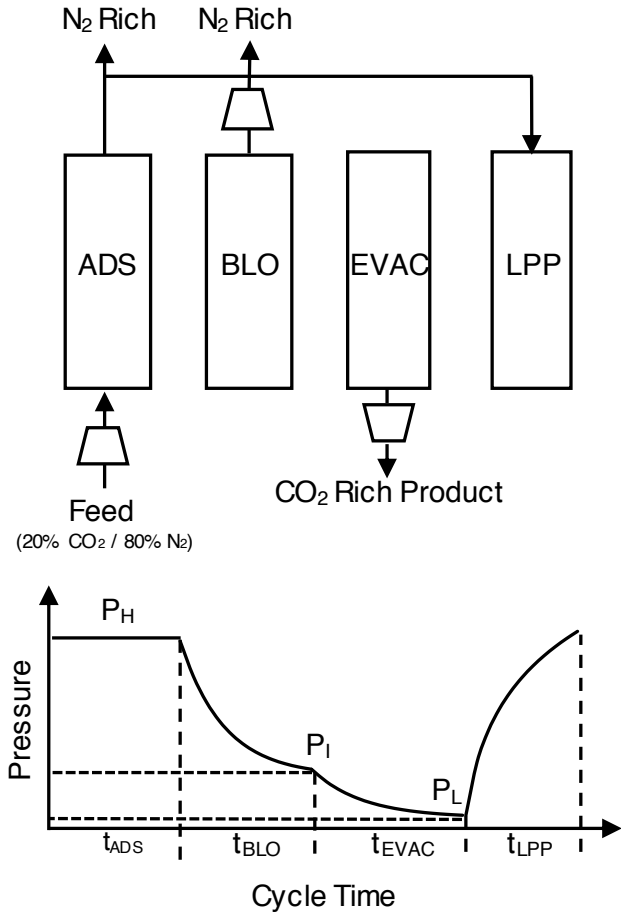 N₂ Rich
N₂ Rich
ADS
BLO
EVAC
LPP
Feed
(20% CO₂ / 80% N₂)
CO₂ Rich Product
P_H
P_I
P_L
Pressure
t_ADS
t_BLO
t_EVAC
t_LPP
Cycle Time